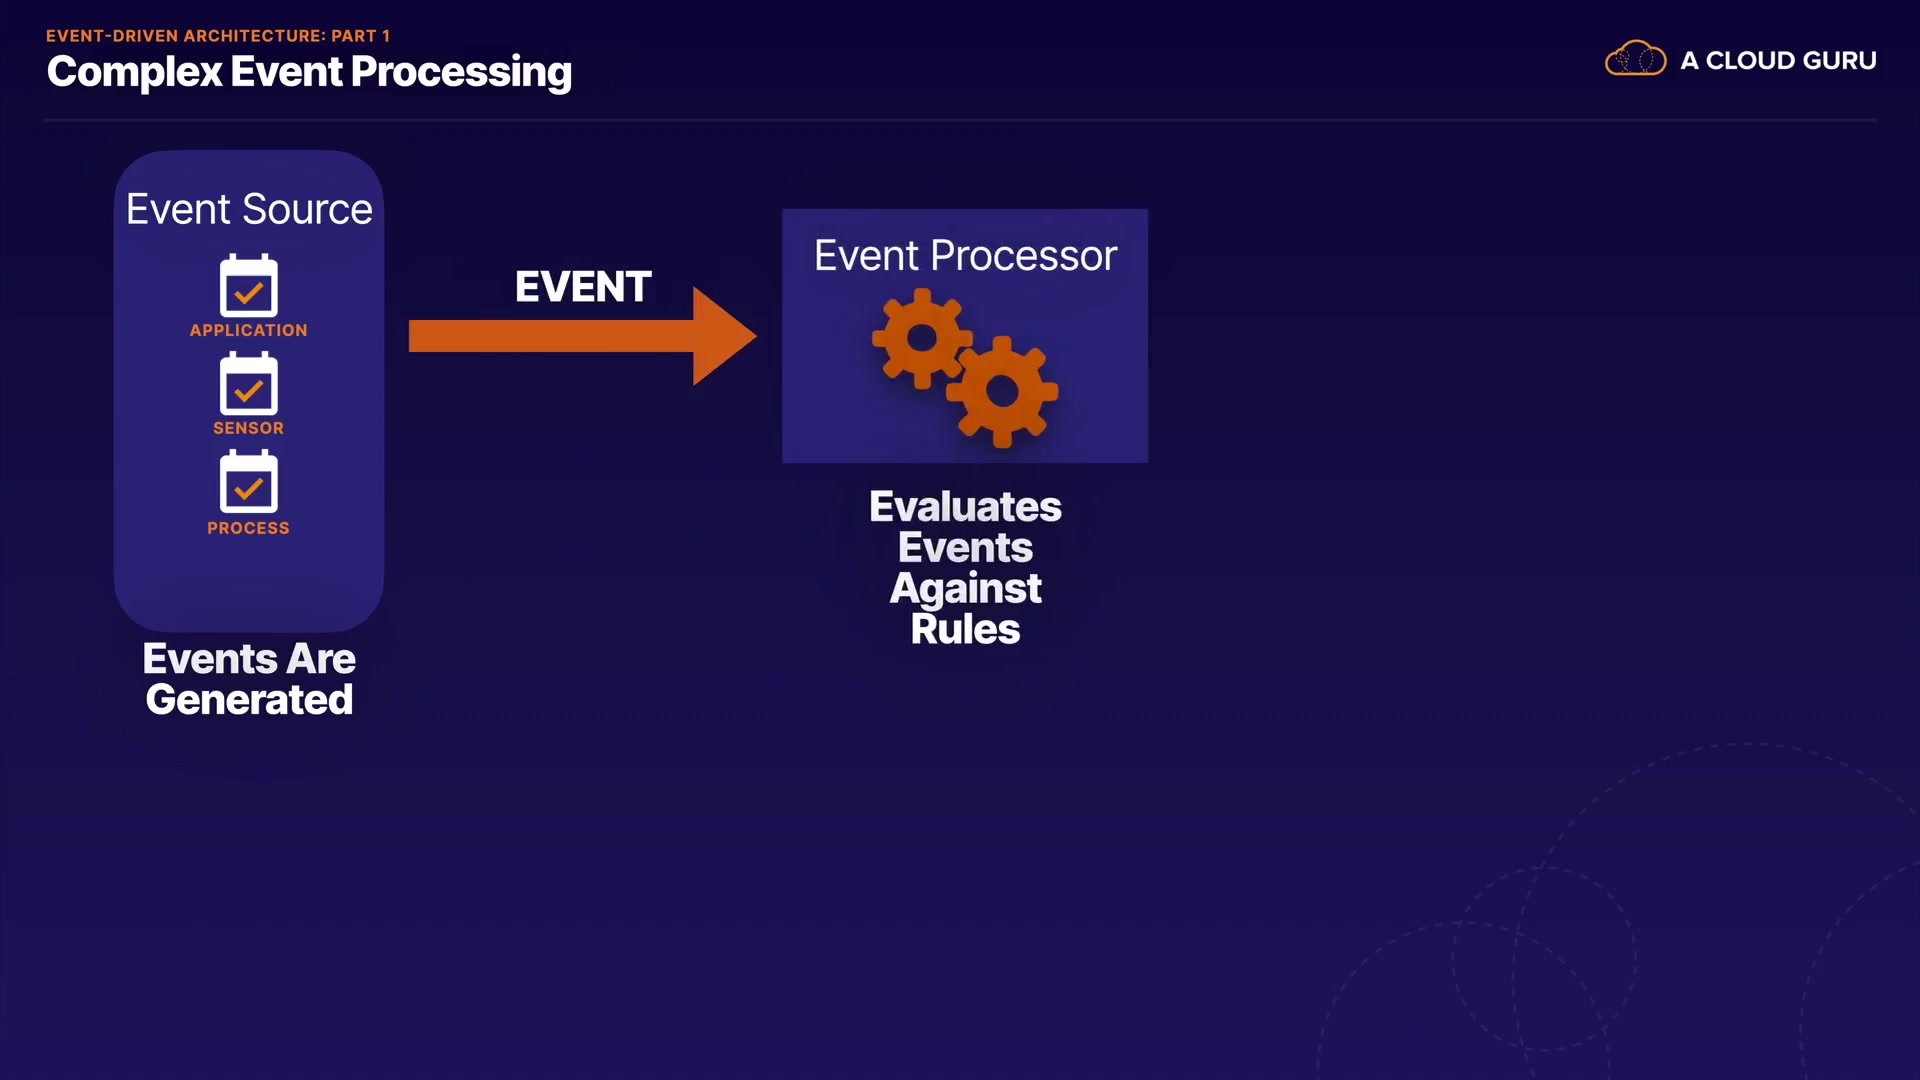 EVENT-DRIVEN ARCHITECTURE: PART 1
Complex Event Processing
A CLOUD GURU
Event Source
APPLICATION
SENSOR
PROCESS
Events Are
Generated
EVENT
Event Processor
Evaluates
Events
Against
Rules